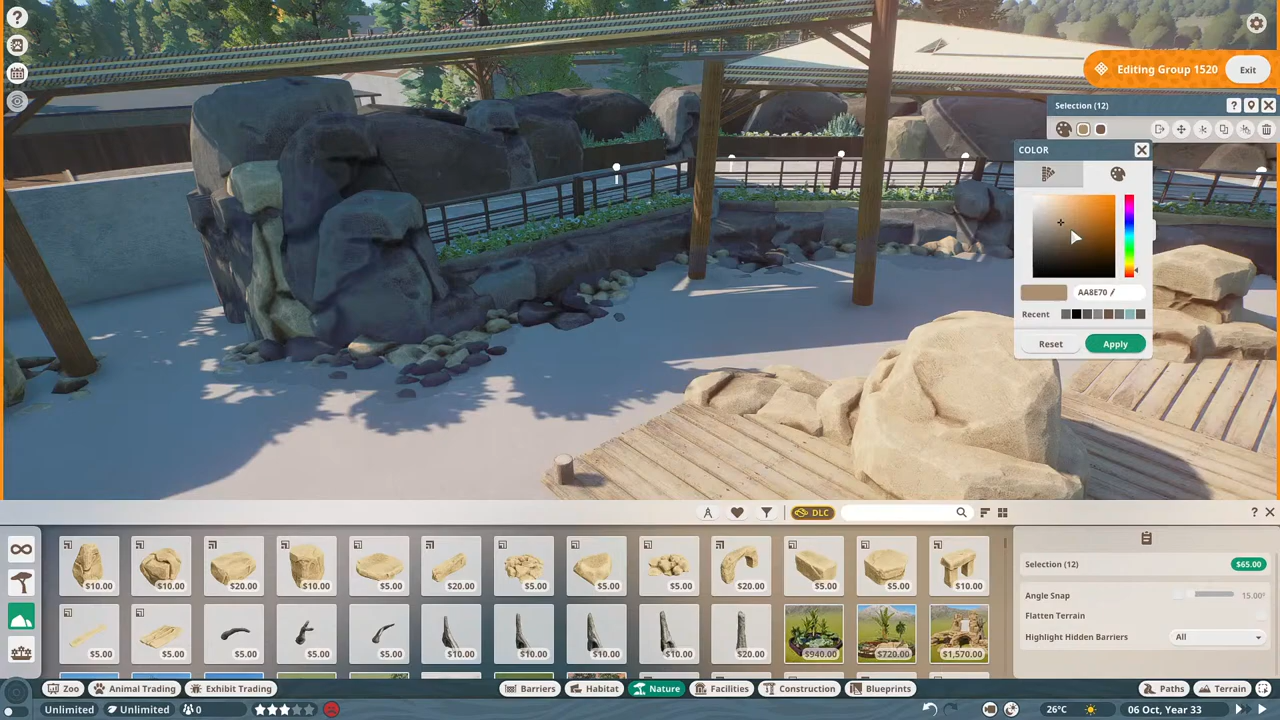 ?
Editing Group 1520
Exit
Selection (12)
?
COLOR
AA8E70
Recent
Reset
Apply
DLC
?
$10.00
$10.00
$20.00
$10.00
$5.00
$20.00
$5.00
$5.00
$5.00
$20.00
$5.00
$5.00
$10.00
Selection (12)
$65.00
Angle Snap
15.00°
Flatten Terrain
Highlight Hidden Barriers
All
$5.00
$5.00
$5.00
$5.00
$5.00
$10.00
$10.00
$10.00
$10.00
$20.00
$940.00
$720.00
$1,570.00
Zoo
Animal Trading
Exhibit Trading
Barriers
Habitat
Nature
Facilities
Construction
Blueprints
Paths
Terrain
Unlimited
Unlimited
0
26°C
06 Oct, Year 33